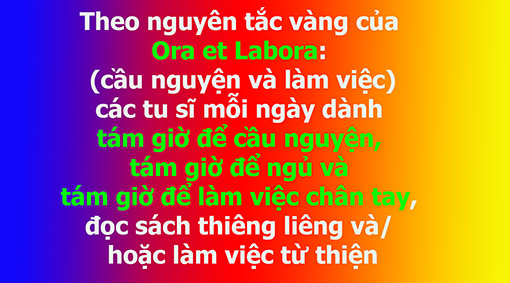 Theo nguyên tắc vàng của
Ora et Labora:
(cầu nguyện và làm việc)
các tu sĩ mỗi ngày dành
tám giờ để cầu nguyện,
tám giờ để ngủ và
tám giờ để làm việc chân tay,
đọc sách thiêng liêng và/
hoặc làm việc từ thiện